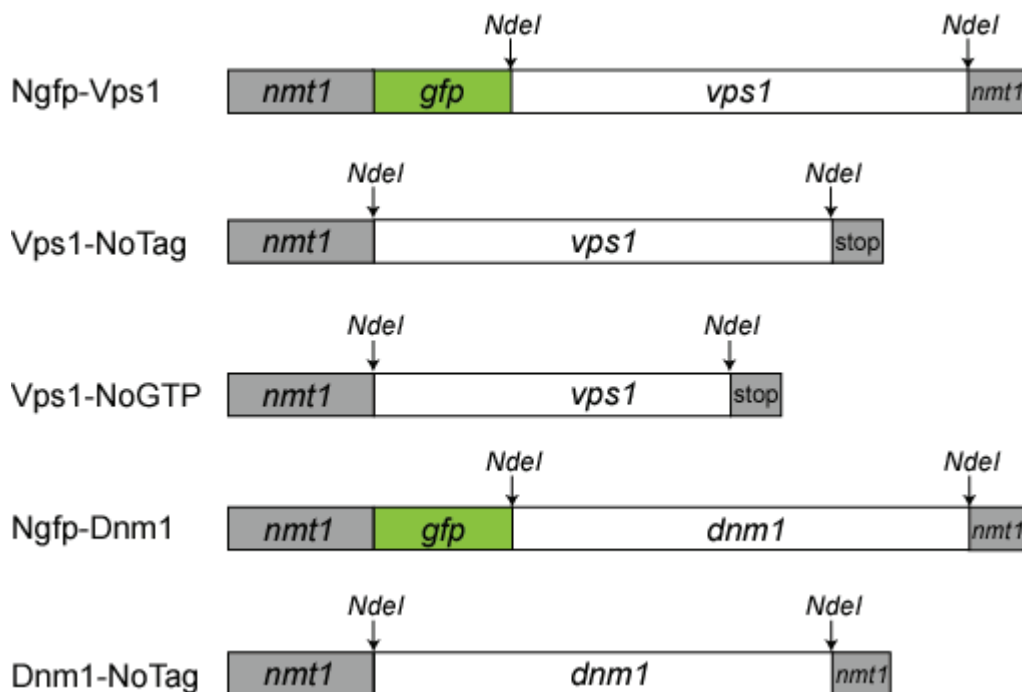 NdeI NdeI
Ngfp-Vps1 nmt1 gfp vps1 nmt1
NdeI NdeI
Vps1-NoTag nmt1 vps1 stop
NdeI NdeI
Vps1-NoGTP nmt1 vps1 stop
NdeI NdeI
Ngfp-Dnm1 nmt1 gfp dnm1 nmt1
NdeI NdeI
Dnm1-NoTag nmt1 dnm1 nmt1